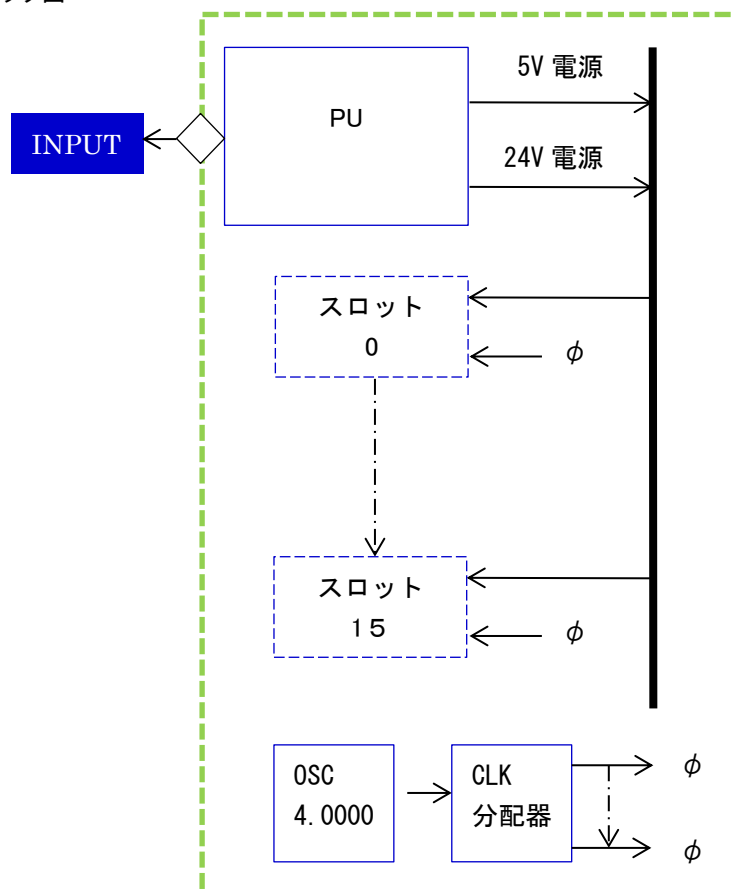 5V 電源
PU
INPUT
24V 電源
スロット
0
φ
スロット
15
φ
OSC
4.0000
CLK
分配器
φ
φ